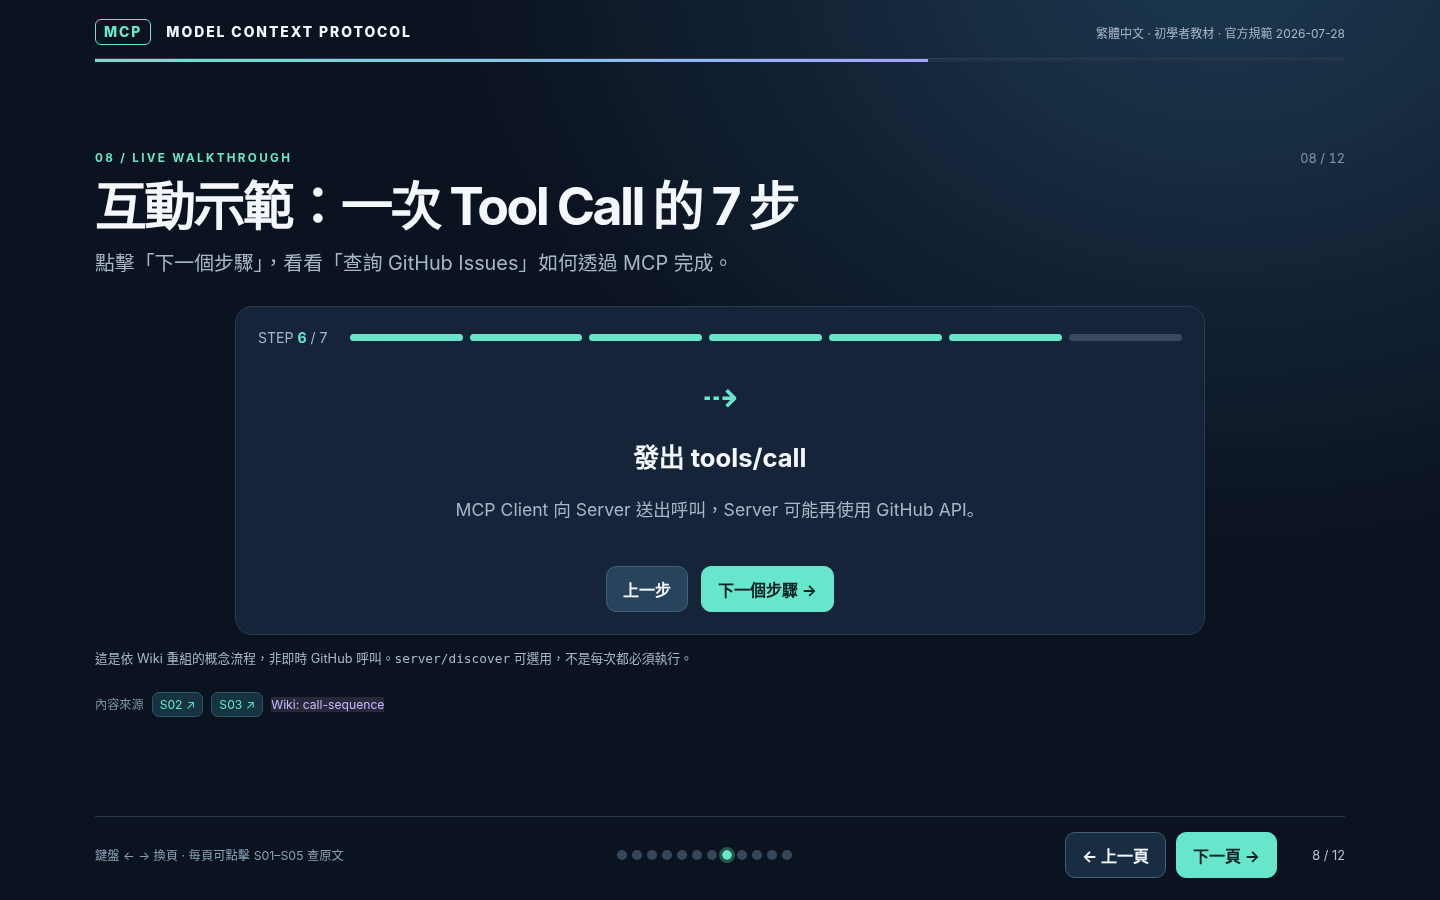 MCP MODEL CONTEXT PROTOCOL
繁體中文 · 初學者教材 · 官方規範 2026-07-28
08 / LIVE WALKTHROUGH
08 / 12
互動示範：一次 Tool Call 的 7 步
點擊「下一個步驟」，看看「查詢 GitHub Issues」如何透過 MCP 完成。
STEP 6 / 7
⇢
發出 tools/call
MCP Client 向 Server 送出呼叫，Server 可能再使用 GitHub API。
上一步 下一個步驟 →
這是依 Wiki 重組的概念流程，非即時 GitHub 呼叫。server/discover 可選用，不是每次都必須執行。
內容來源 S02 ↗ S03 ↗ Wiki: call-sequence
鍵盤 ← → 換頁 · 每頁可點擊 S01–S05 查原文
← 上一頁 下一頁 → 8 / 12